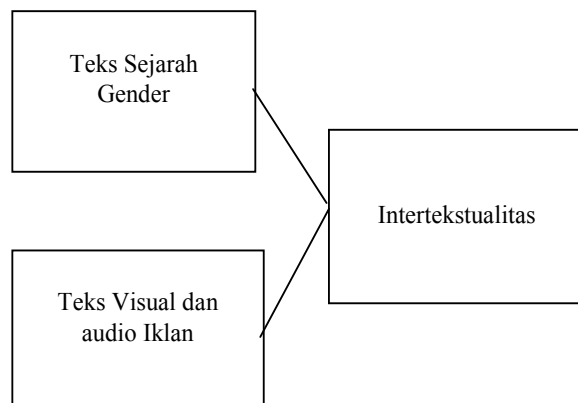 Teks Sejarah
Gender
Intertekstualitas
Teks Visual dan
audio Iklan